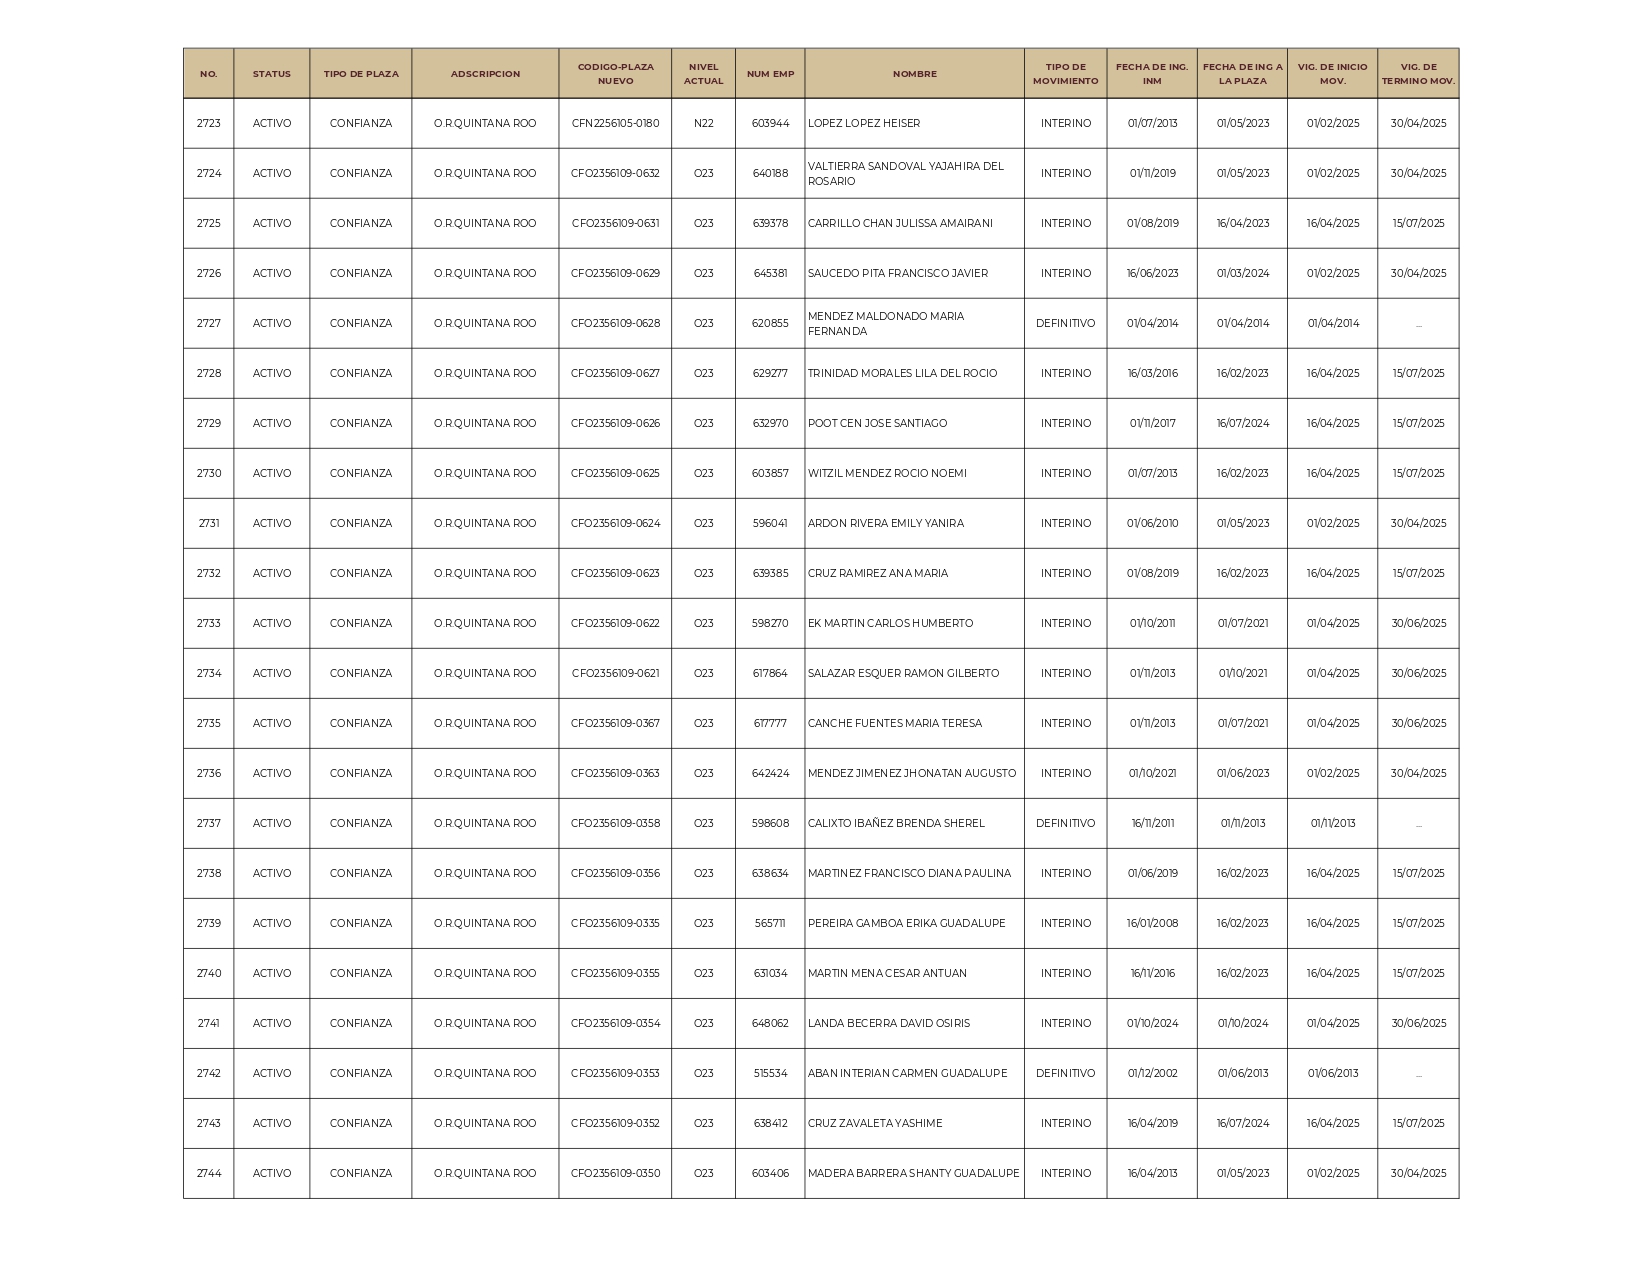 NO. STATUS TIPO DE PLAZA ADSCRIPCION CODIGO-PLAZA NUEVO NIVEL ACTUAL NUM EMP NOMBRE TIPO DE MOVIMIENTO FECHA DE ING. INM FECHA DE ING A LA PLAZA VIG. DE INICIO MOV. VIG. DE TERMINO MOV.
2723 ACTIVO CONFIANZA O.R.QUINTANA ROO CFN2256105-0180 N22 603944 LOPEZ LOPEZ HEISER INTERINO 01/07/2013 01/05/2023 01/02/2025 30/04/2025
2724 ACTIVO CONFIANZA O.R.QUINTANA ROO CFO2356109-0632 O23 640188 VALTIERRA SANDOVAL YAJAHIRA DEL ROSARIO INTERINO 01/11/2019 01/05/2023 01/02/2025 30/04/2025
2725 ACTIVO CONFIANZA O.R.QUINTANA ROO CFO2356109-0631 O23 639378 CARRILLO CHAN JULISSA AMAIRANI INTERINO 01/08/2019 16/04/2023 16/04/2025 15/07/2025
2726 ACTIVO CONFIANZA O.R.QUINTANA ROO CFO2356109-0629 O23 645381 SAUCEDO PITA FRANCISCO JAVIER INTERINO 16/06/2023 01/03/2024 01/02/2025 30/04/2025
2727 ACTIVO CONFIANZA O.R.QUINTANA ROO CFO2356109-0628 O23 620855 MENDEZ MALDONADO MARIA FERNANDA DEFINITIVO 01/04/2014 01/04/2014 01/04/2014 ...
2728 ACTIVO CONFIANZA O.R.QUINTANA ROO CFO2356109-0627 O23 629277 TRINIDAD MORALES LILA DEL ROCIO INTERINO 16/03/2016 16/02/2023 16/04/2025 15/07/2025
2729 ACTIVO CONFIANZA O.R.QUINTANA ROO CFO2356109-0626 O23 632970 POOT CEN JOSE SANTIAGO INTERINO 01/11/2017 16/07/2024 16/04/2025 15/07/2025
2730 ACTIVO CONFIANZA O.R.QUINTANA ROO CFO2356109-0625 O23 603857 WITZIL MENDEZ ROCIO NOEMI INTERINO 01/07/2013 16/02/2023 16/04/2025 15/07/2025
2731 ACTIVO CONFIANZA O.R.QUINTANA ROO CFO2356109-0624 O23 596041 ARDON RIVERA EMILY YANIRA INTERINO 01/06/2010 01/05/2023 01/02/2025 30/04/2025
2732 ACTIVO CONFIANZA O.R.QUINTANA ROO CFO2356109-0623 O23 639385 CRUZ RAMIREZ ANA MARIA INTERINO 01/08/2019 16/02/2023 16/04/2025 15/07/2025
2733 ACTIVO CONFIANZA O.R.QUINTANA ROO CFO2356109-0622 O23 598270 EK MARTIN CARLOS HUMBERTO INTERINO 01/10/2011 01/07/2021 01/04/2025 30/06/2025
2734 ACTIVO CONFIANZA O.R.QUINTANA ROO CFO2356109-0621 O23 617864 SALAZAR ESQUER RAMON GILBERTO INTERINO 01/11/2013 01/10/2021 01/04/2025 30/06/2025
2735 ACTIVO CONFIANZA O.R.QUINTANA ROO CFO2356109-0367 O23 617777 CANCHE FUENTES MARIA TERESA INTERINO 01/11/2013 01/07/2021 01/04/2025 30/06/2025
2736 ACTIVO CONFIANZA O.R.QUINTANA ROO CFO2356109-0363 O23 642424 MENDEZ JIMENEZ JHONATAN AUGUSTO INTERINO 01/10/2021 01/06/2023 01/02/2025 30/04/2025
2737 ACTIVO CONFIANZA O.R.QUINTANA ROO CFO2356109-0358 O23 598608 CALIXTO IBAÑEZ BRENDA SHEREL DEFINITIVO 16/11/2011 01/11/2013 01/11/2013 ...
2738 ACTIVO CONFIANZA O.R.QUINTANA ROO CFO2356109-0356 O23 638634 MARTINEZ FRANCISCO DIANA PAULINA INTERINO 01/06/2019 16/02/2023 16/04/2025 15/07/2025
2739 ACTIVO CONFIANZA O.R.QUINTANA ROO CFO2356109-0335 O23 565711 PEREIRA GAMBOA ERIKA GUADALUPE INTERINO 16/01/2008 16/02/2023 16/04/2025 15/07/2025
2740 ACTIVO CONFIANZA O.R.QUINTANA ROO CFO2356109-0355 O23 631034 MARTIN MENA CESAR ANTUAN INTERINO 16/11/2016 16/02/2023 16/04/2025 15/07/2025
2741 ACTIVO CONFIANZA O.R.QUINTANA ROO CFO2356109-0354 O23 648062 LANDA BECERRA DAVID OSIRIS INTERINO 01/10/2024 01/10/2024 01/04/2025 30/06/2025
2742 ACTIVO CONFIANZA O.R.QUINTANA ROO CFO2356109-0353 O23 515534 ABAN INTERIAN CARMEN GUADALUPE DEFINITIVO 01/12/2002 01/06/2013 01/06/2013 ...
2743 ACTIVO CONFIANZA O.R.QUINTANA ROO CFO2356109-0352 O23 638412 CRUZ ZAVALETA YASHIME INTERINO 16/04/2019 16/07/2024 16/04/2025 15/07/2025
2744 ACTIVO CONFIANZA O.R.QUINTANA ROO CFO2356109-0350 O23 603406 MADERA BARRERA SHANTY GUADALUPE INTERINO 16/04/2013 01/05/2023 01/02/2025 30/04/2025